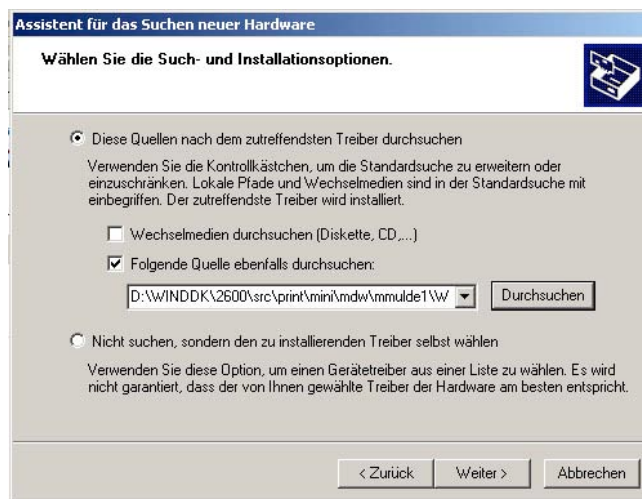 Assistent für das Suchen neuer Hardware
Wählen Sie die Such- und Installationsoptionen.
Diese Quellen nach dem zutreffendsten Treiber durchsuchen
Verwenden Sie die Kontrollkästchen, um die Standardsuche zu erweitern oder
einzuschränken. Lokale Pfade und Wechselmedien sind in der Standardsuche mit
einbegriffen. Der zutreffendste Treiber wird installiert.
Wechselmedien durchsuchen (Diskette, CD,...)
Folgende Quelle ebenfalls durchsuchen:
D:\WINDDK\2600\src\print\mini\mdw\mmulde1\W Durchsuchen
Nicht suchen, sondern den zu installierenden Treiber selbst wählen
Verwenden Sie diese Option, um einen Gerätetreiber aus einer Liste zu wählen. Es wird
nicht garantiert, dass der von Ihnen gewählte Treiber der Hardware am besten entspricht.
< Zurück Weiter > Abbrechen